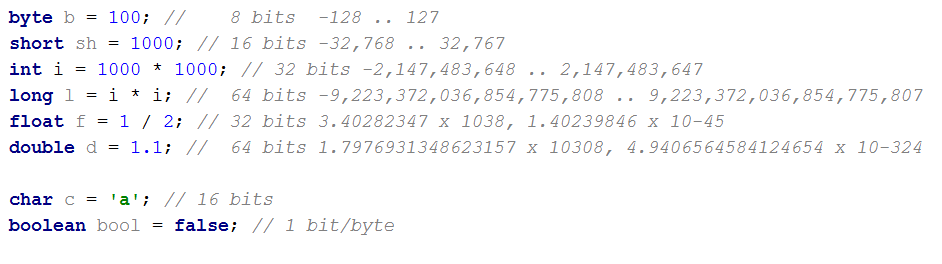 byte b = 100; //    8 bits  -128 .. 127
short sh = 1000; // 16 bits -32,768 .. 32,767
int i = 1000 * 1000; // 32 bits -2,147,483,648 .. 2,147,483,647
long l = i * i; //  64 bits -9,223,372,036,854,775,808 .. 9,223,372,036,854,775,807
float f = 1 / 2; // 32 bits 3.40282347 x 1038, 1.40239846 x 10-45
double d = 1.1; //  64 bits 1.7976931348623157 x 10308, 4.9406564584124654 x 10-324
char c = 'a'; // 16 bits
boolean bool = false; // 1 bit/byte